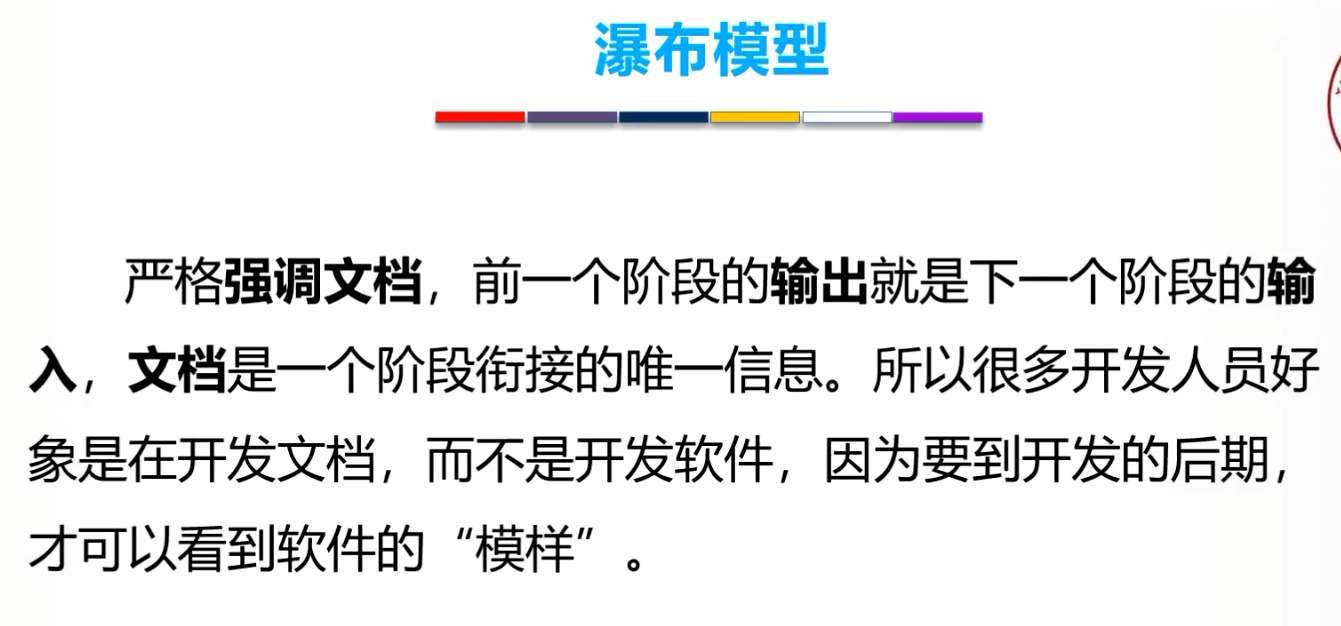 瀑布模型
严格强调文档，前一个阶段的输出就是下一个阶段的输
入，文档是一个阶段衔接的唯一信息。所以很多开发人员好
象是在开发文档，而不是开发软件，因为要到开发的后期，
才可以看到软件的“模样”。